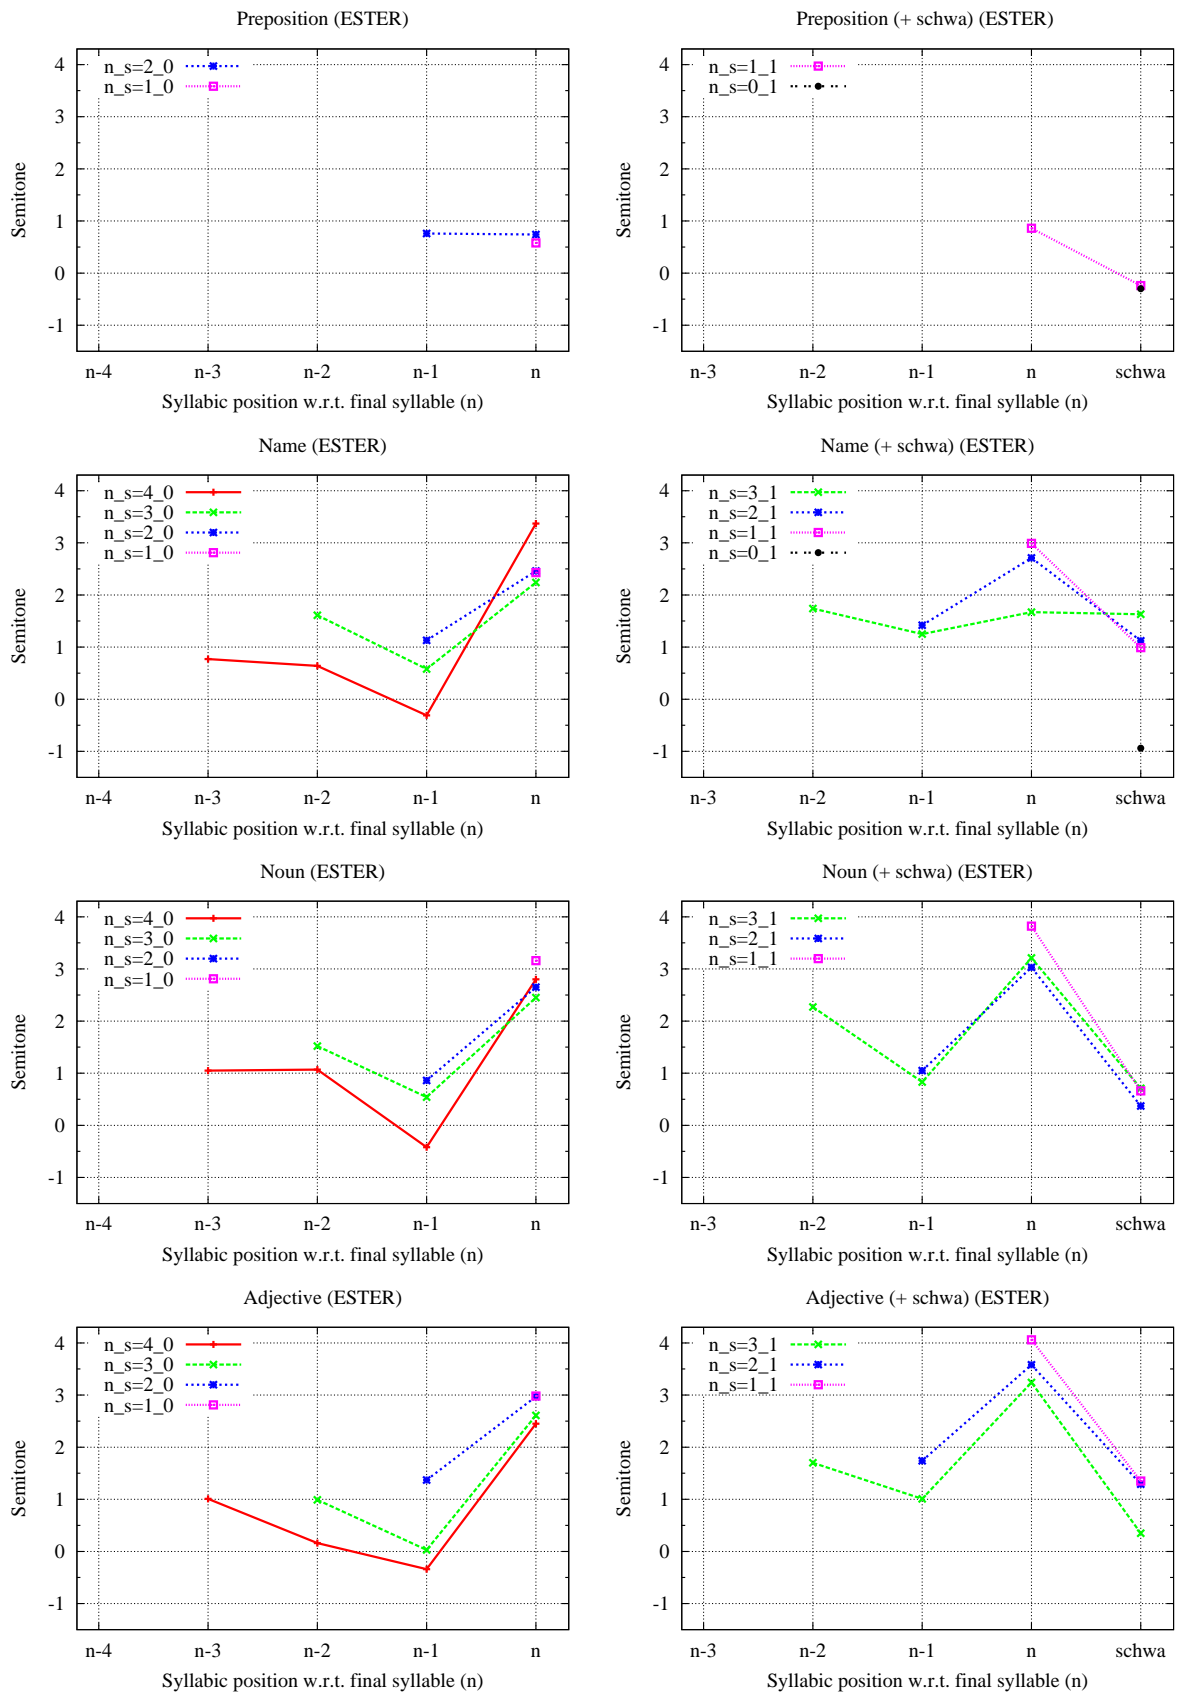 Preposition (ESTER)
n_s=2_0
n_s=1_0
4
3
2
1
0
-1
Semitone
n-4 n-3 n-2 n-1 n
Syllabic position w.r.t. final syllable (n)
Preposition (+ schwa) (ESTER)
n_s=1_1
n_s=0_1
4
3
2
1
0
-1
Semitone
n-3 n-2 n-1 n schwa
Syllabic position w.r.t. final syllable (n)
Name (ESTER)
n_s=4_0
n_s=3_0
n_s=2_0
n_s=1_0
4
3
2
1
0
-1
Semitone
n-4 n-3 n-2 n-1 n
Syllabic position w.r.t. final syllable (n)
Name (+ schwa) (ESTER)
n_s=3_1
n_s=2_1
n_s=1_1
n_s=0_1
4
3
2
1
0
-1
Semitone
n-3 n-2 n-1 n schwa
Syllabic position w.r.t. final syllable (n)
Noun (ESTER)
n_s=4_0
n_s=3_0
n_s=2_0
n_s=1_0
4
3
2
1
0
-1
Semitone
n-4 n-3 n-2 n-1 n
Syllabic position w.r.t. final syllable (n)
Noun (+ schwa) (ESTER)
n_s=3_1
n_s=2_1
n_s=1_1
4
3
2
1
0
-1
Semitone
n-3 n-2 n-1 n schwa
Syllabic position w.r.t. final syllable (n)
Adjective (ESTER)
n_s=4_0
n_s=3_0
n_s=2_0
n_s=1_0
4
3
2
1
0
-1
Semitone
n-4 n-3 n-2 n-1 n
Syllabic position w.r.t. final syllable (n)
Adjective (+ schwa) (ESTER)
n_s=3_1
n_s=2_1
n_s=1_1
4
3
2
1
0
-1
Semitone
n-3 n-2 n-1 n schwa
Syllabic position w.r.t. final syllable (n)